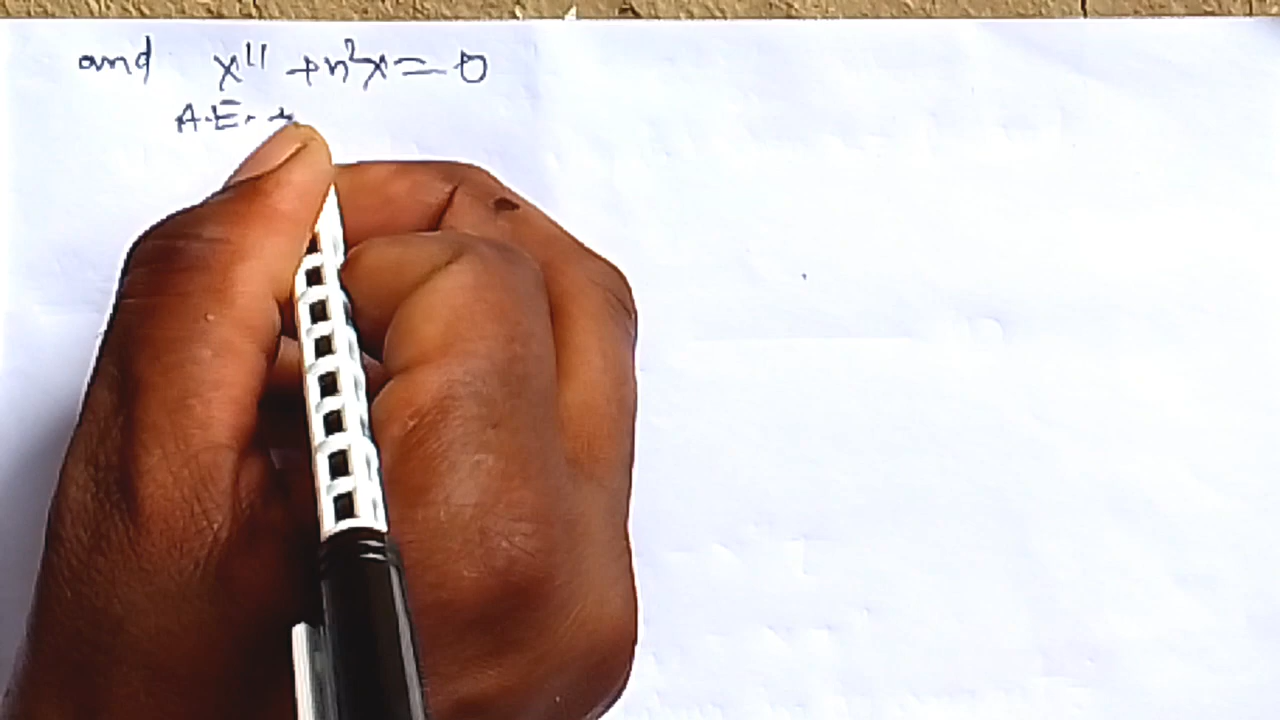 and x'' + n²x = 0
A.E.